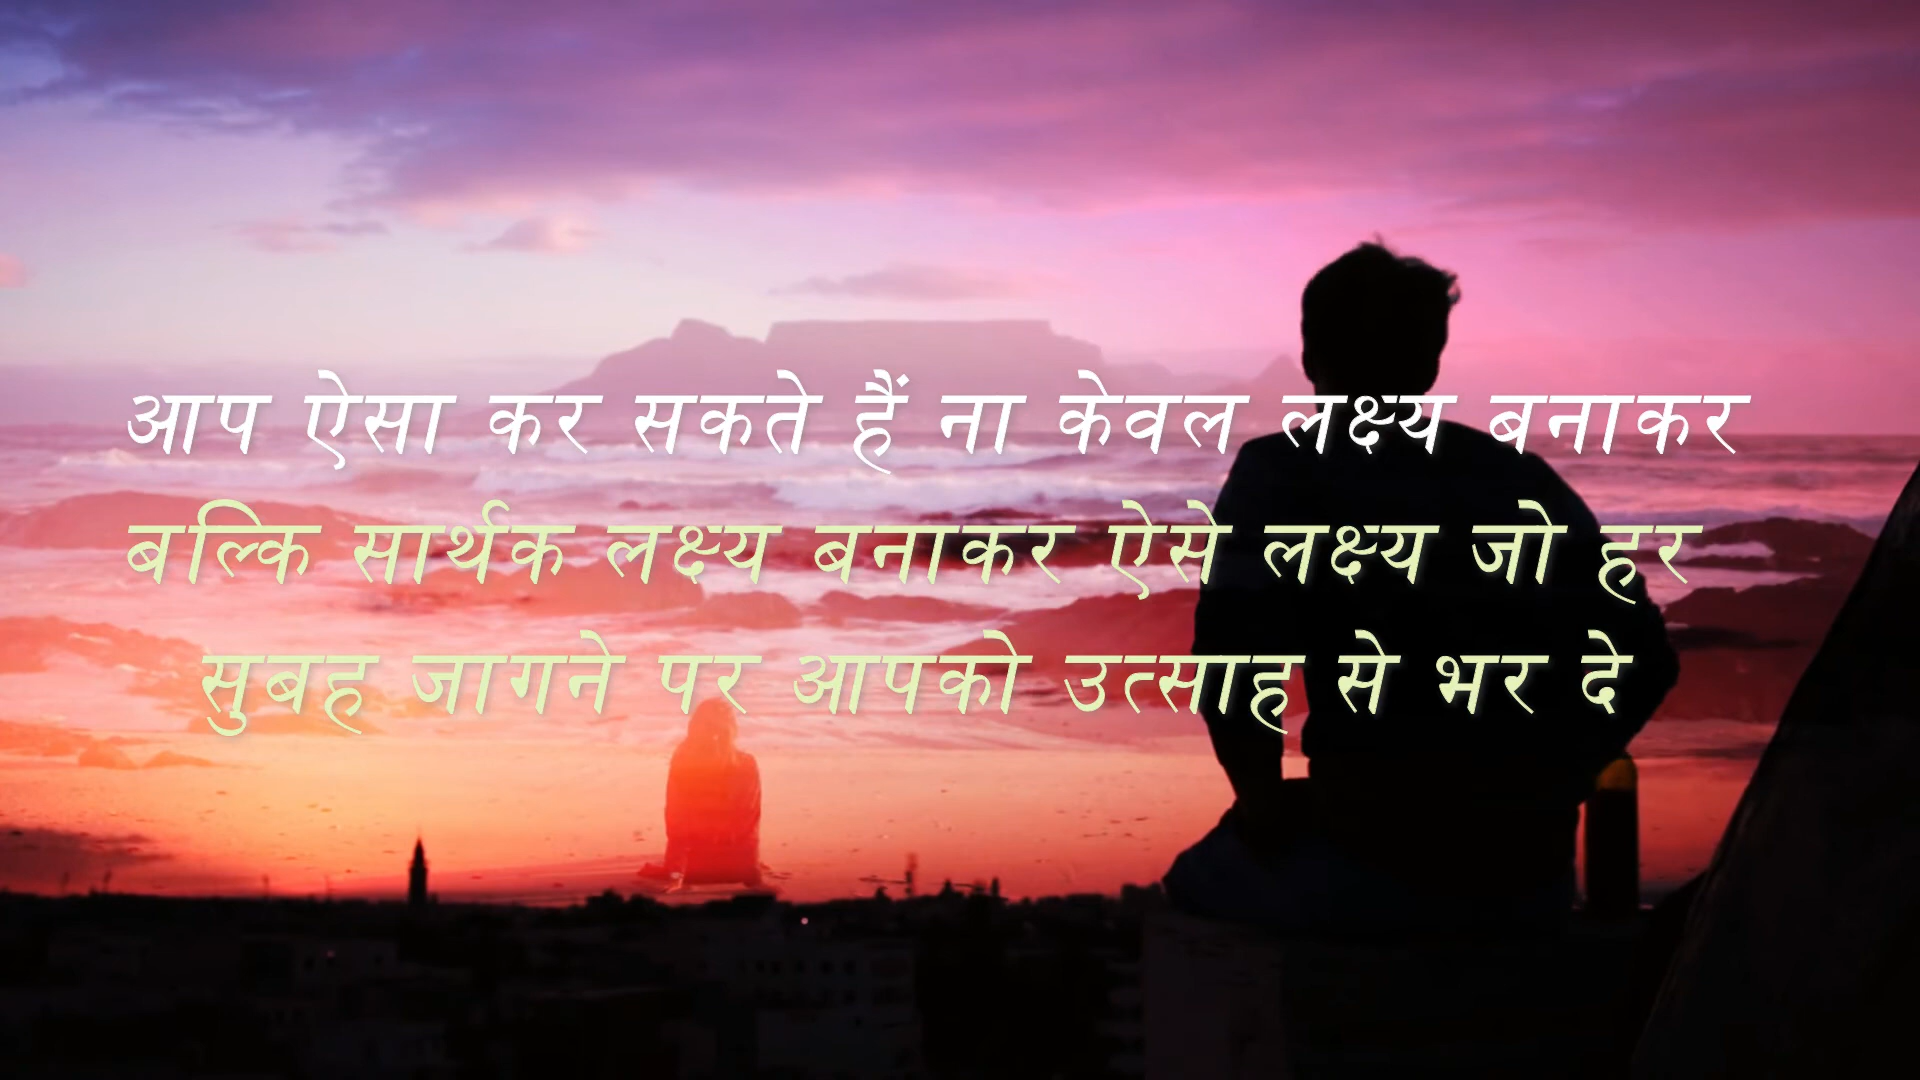 आप ऐसा कर सकते हैं ना केवल लक्ष्य बनाकर
बल्कि सार्थक लक्ष्य बनाकर ऐसे लक्ष्य जो हर
सुबह जागने पर आपको उत्साह से भर दे